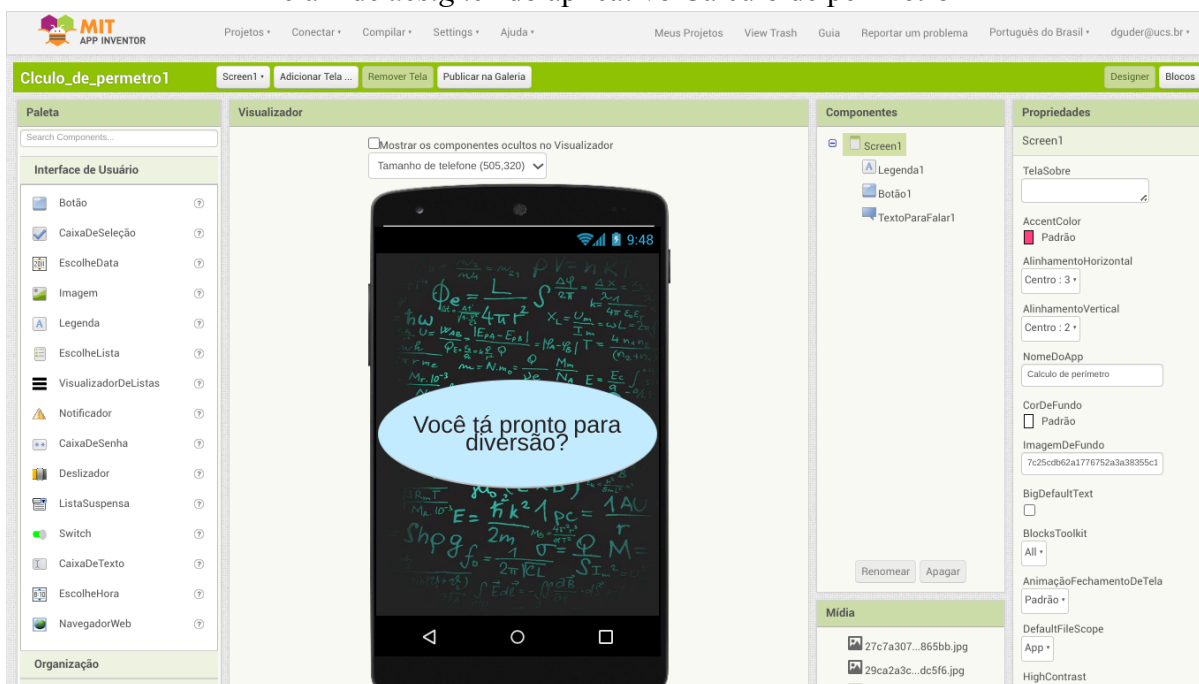 MIT
APP INVENTOR
Projetos
Conectar
Compilar
Settings
Ajuda
Meus Projetos
View Trash
Guia
Reportar um problema
Português do Brasil
dguder@ucs.br
Clculo_de_permetro1
Screen1
Adicionar Tela ...
Remover Tela
Publicar na Galeria
Designer
Blocos
Paleta
Search Components...
Interface de Usuário
Botão
CaixaDeSeleção
EscolheData
Imagem
Legenda
EscolheLista
VisualizadorDeListas
Notificador
CaixaDeSenha
Deslizador
ListaSuspensa
Switch
CaixaDeTexto
EscolheHora
NavegadorWeb
Organização
Visualizador
Mostrar os componentes ocultos no Visualizador
Tamanho de telefone (505,320)
9:48
Você tá pronto para
diversão?
Componentes
Screen1
Legenda1
Botão1
TextoParaFalar1
Renomear
Apagar
Mídia
27c7a307...865bb.jpg
29ca2a3c...dc5f6.jpg
Propriedades
Screen1
TelaSobre
AccentColor
Padrão
AlinhamentoHorizontal
Centro : 3
AlinhamentoVertical
Centro : 2
NomeDoApp
Calculo de perímetro
CorDeFundo
Padrão
ImagemDeFundo
7c25cdb62a1776752a3a38355c1
BigDefaultText
BlocksToolkit
All
AnimaçãoFechamentoDeTela
Padrão
DefaultFileScope
App
HighContrast